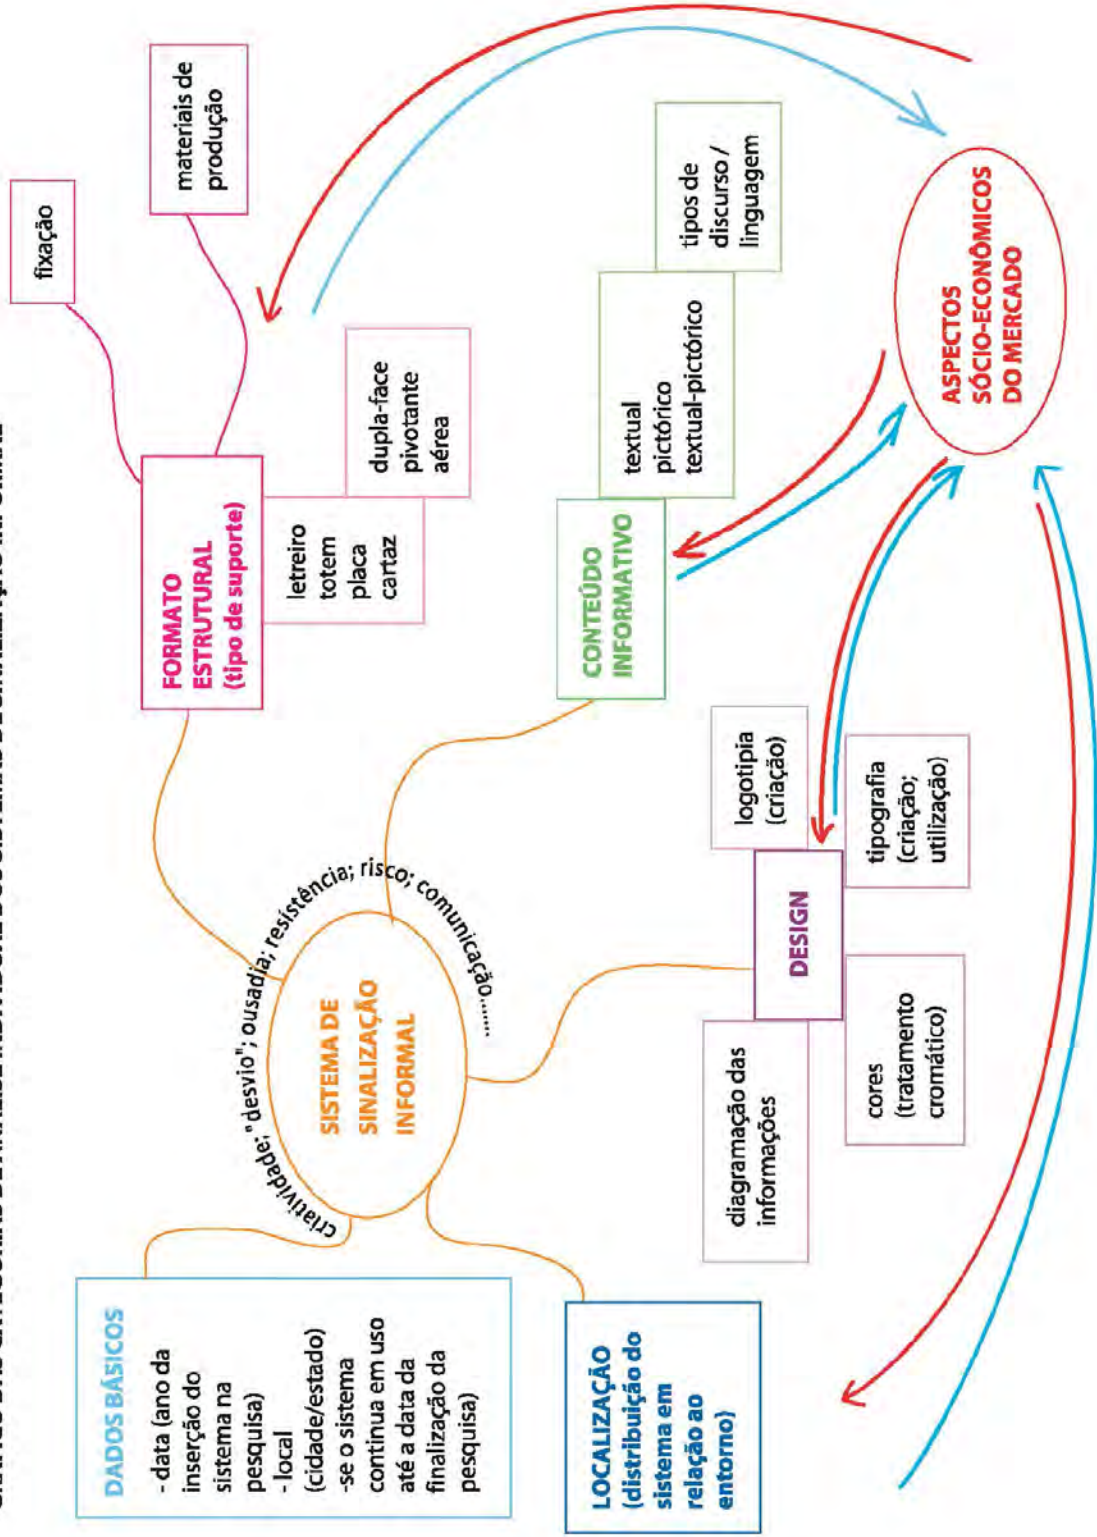 DADOS BÁSICOS
- data (ano da
inserção do
sistema na
pesquisa)
- local
(cidade/estado)
-se o sistema
continua em uso
até a data da
finalização da
pesquisa)
LOCALIZAÇÃO
(distribuição do
sistema em
relação ao
entorno)
criatividade; "desvio"; ousadia; resistência; risco; comunicação.........
SISTEMA DE
SINALIZAÇÃO
INFORMAL
FORMATO
ESTRUTURAL
(tipo de suporte)
fixação
materiais de
produção
letreiro
totem
placa
cartaz
dupla-face
pivotante
aérea
CONTEÚDO
INFORMATIVO
textual
pictórico
textual-pictórico
tipos de
discurso /
linguagem
DESIGN
diagramação das
informações
logotipia
(criação)
cores
(tratamento
cromático)
tipografia
(criação;
utilização)
ASPECTOS
SÓCIO-ECONÔMICOS
DO MERCADO